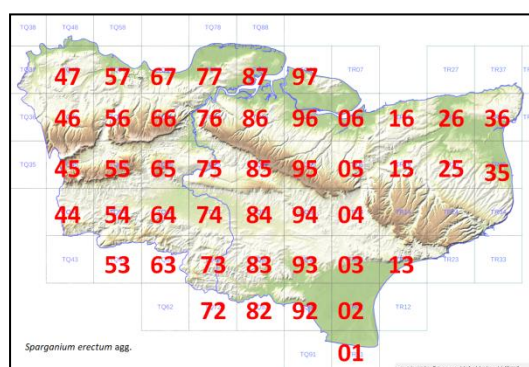 TQ38 TQ48 TQ58 TQ78 TQ88
47 57 67 77 87 97 TR07 TR27 TR37
46 56 66 76 86 96 06 16 26 36
TQ35 45 55 65 75 85 95 05 15 25 35
44 54 64 74 84 94 04
TQ43 53 63 73 83 93 03 13 TR23 TR33
TQ62 72 82 92 02 TR12
Sparganium erectum agg.
TQ91 01